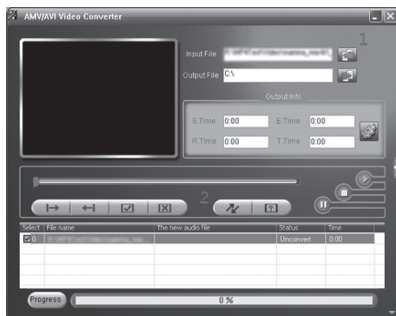 AMV/AVI Video Converter
1
Input File
Output File C:\
Output Info
S.Time 0:00 E.Time 0:00
R.Time 0:00 T.Time 0:00
2
Select File name The new audio file Status Time
0 Unconvert 0:00
Progress 0 %